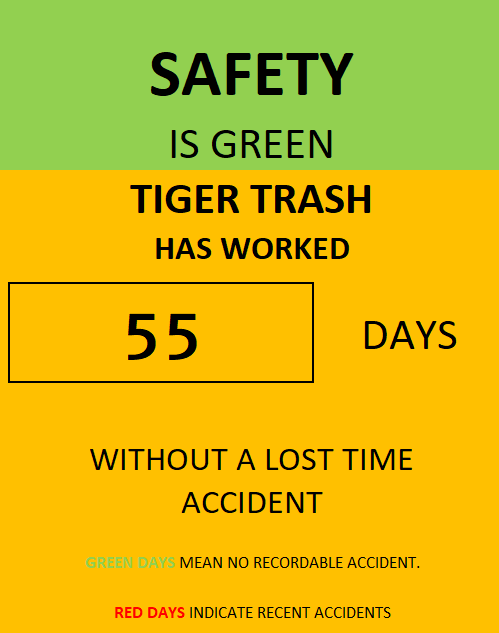 SAFETY
IS GREEN
TIGER TRASH
HAS WORKED
55 DAYS
WITHOUT A LOST TIME
ACCIDENT
GREEN DAYS MEAN NO RECORDABLE ACCIDENT.
RED DAYS INDICATE RECENT ACCIDENTS